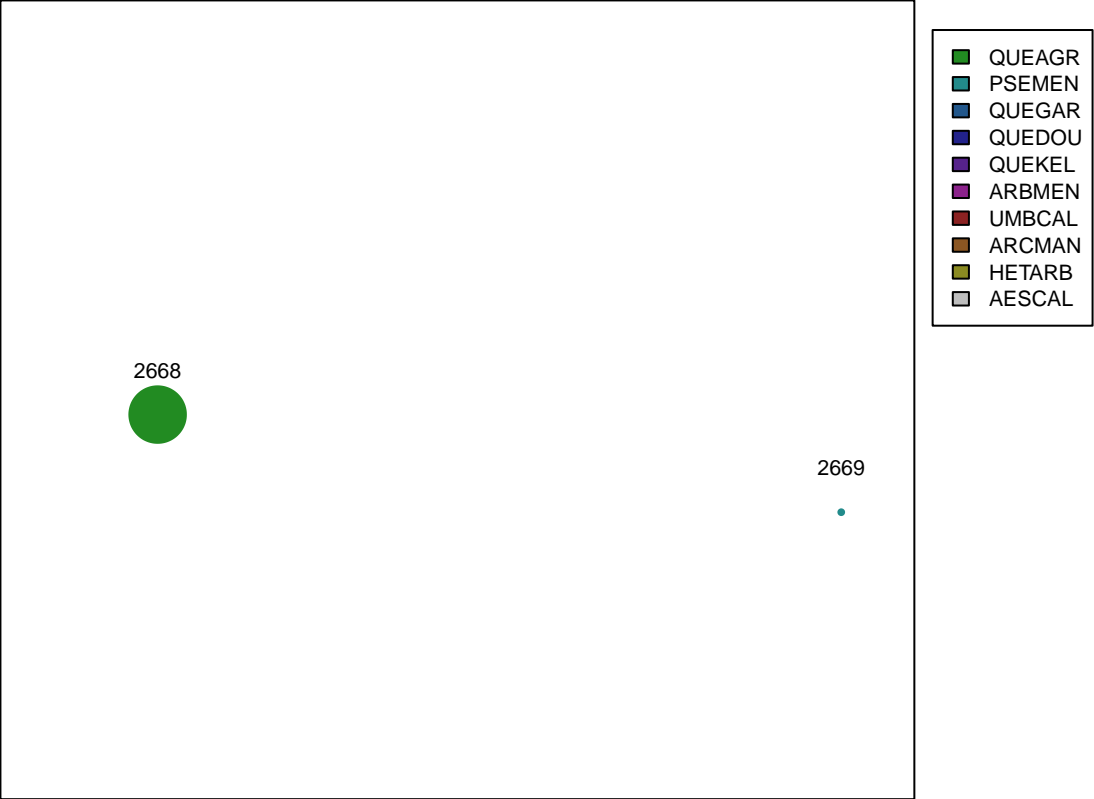 2668
2669
QUEAGR
PSEMEN
QUEGAR
QUEDOU
QUEKEL
ARBMEN
UMBCAL
ARCMAN
HETARB
AESCAL